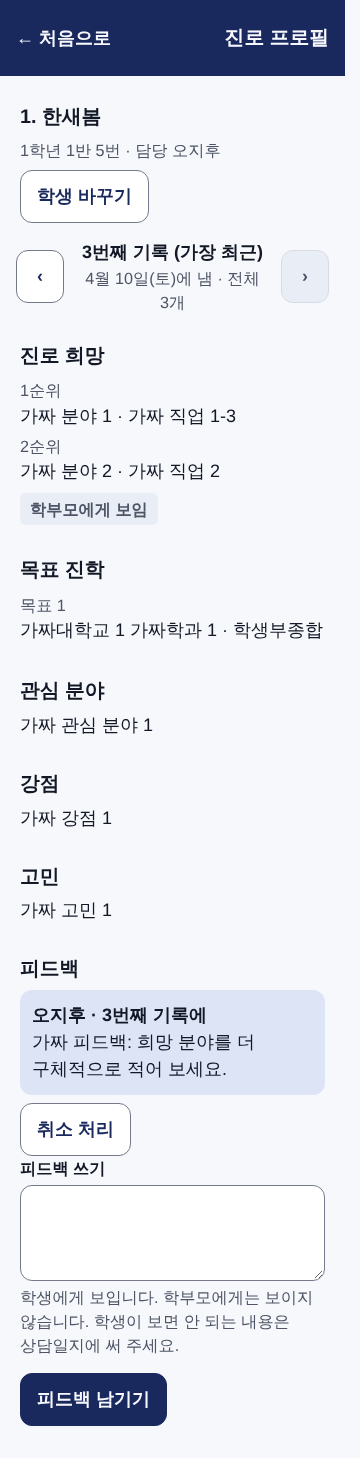 ← 처음으로
진로 프로필
1. 한새봄
1학년 1반 5번 · 담당 오지후
학생 바꾸기
‹
3번째 기록 (가장 최근)
4월 10일(토)에 냄 · 전체
3개
›
진로 희망
1순위
가짜 분야 1 · 가짜 직업 1-3
2순위
가짜 분야 2 · 가짜 직업 2
학부모에게 보임
목표 진학
목표 1
가짜대학교 1 가짜학과 1 · 학생부종합
관심 분야
가짜 관심 분야 1
강점
가짜 강점 1
고민
가짜 고민 1
피드백
오지후 · 3번째 기록에
가짜 피드백: 희망 분야를 더
구체적으로 적어 보세요.
취소 처리
피드백 쓰기
학생에게 보입니다. 학부모에게는 보이지
않습니다. 학생이 보면 안 되는 내용은
상담일지에 써 주세요.
피드백 남기기